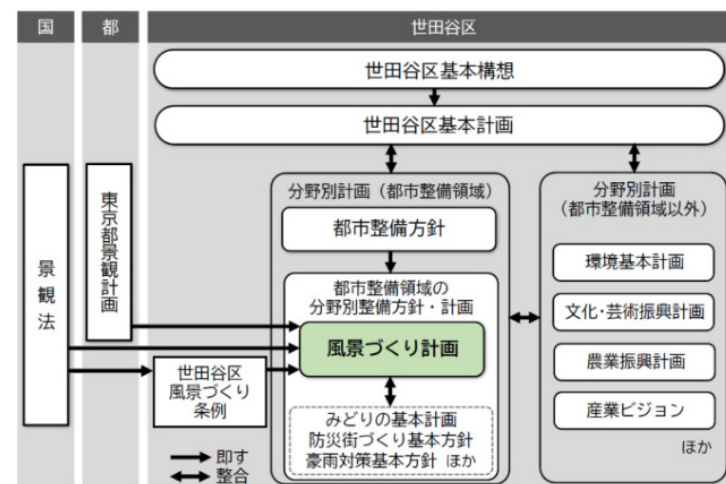 国
都
世田谷区
世田谷区基本構想
世田谷区基本計画
景観法
東京都景観計画
世田谷区
風景づくり
条例
分野別計画（都市整備領域）
都市整備方針
都市整備領域の
分野別整備方針・計画
風景づくり計画
みどりの基本計画
防災街づくり基本方針
豪雨対策基本方針 ほか
分野別計画
（都市整備領域以外）
環境基本計画
文化・芸術振興計画
農業振興計画
産業ビジョン
ほか
即す
整合